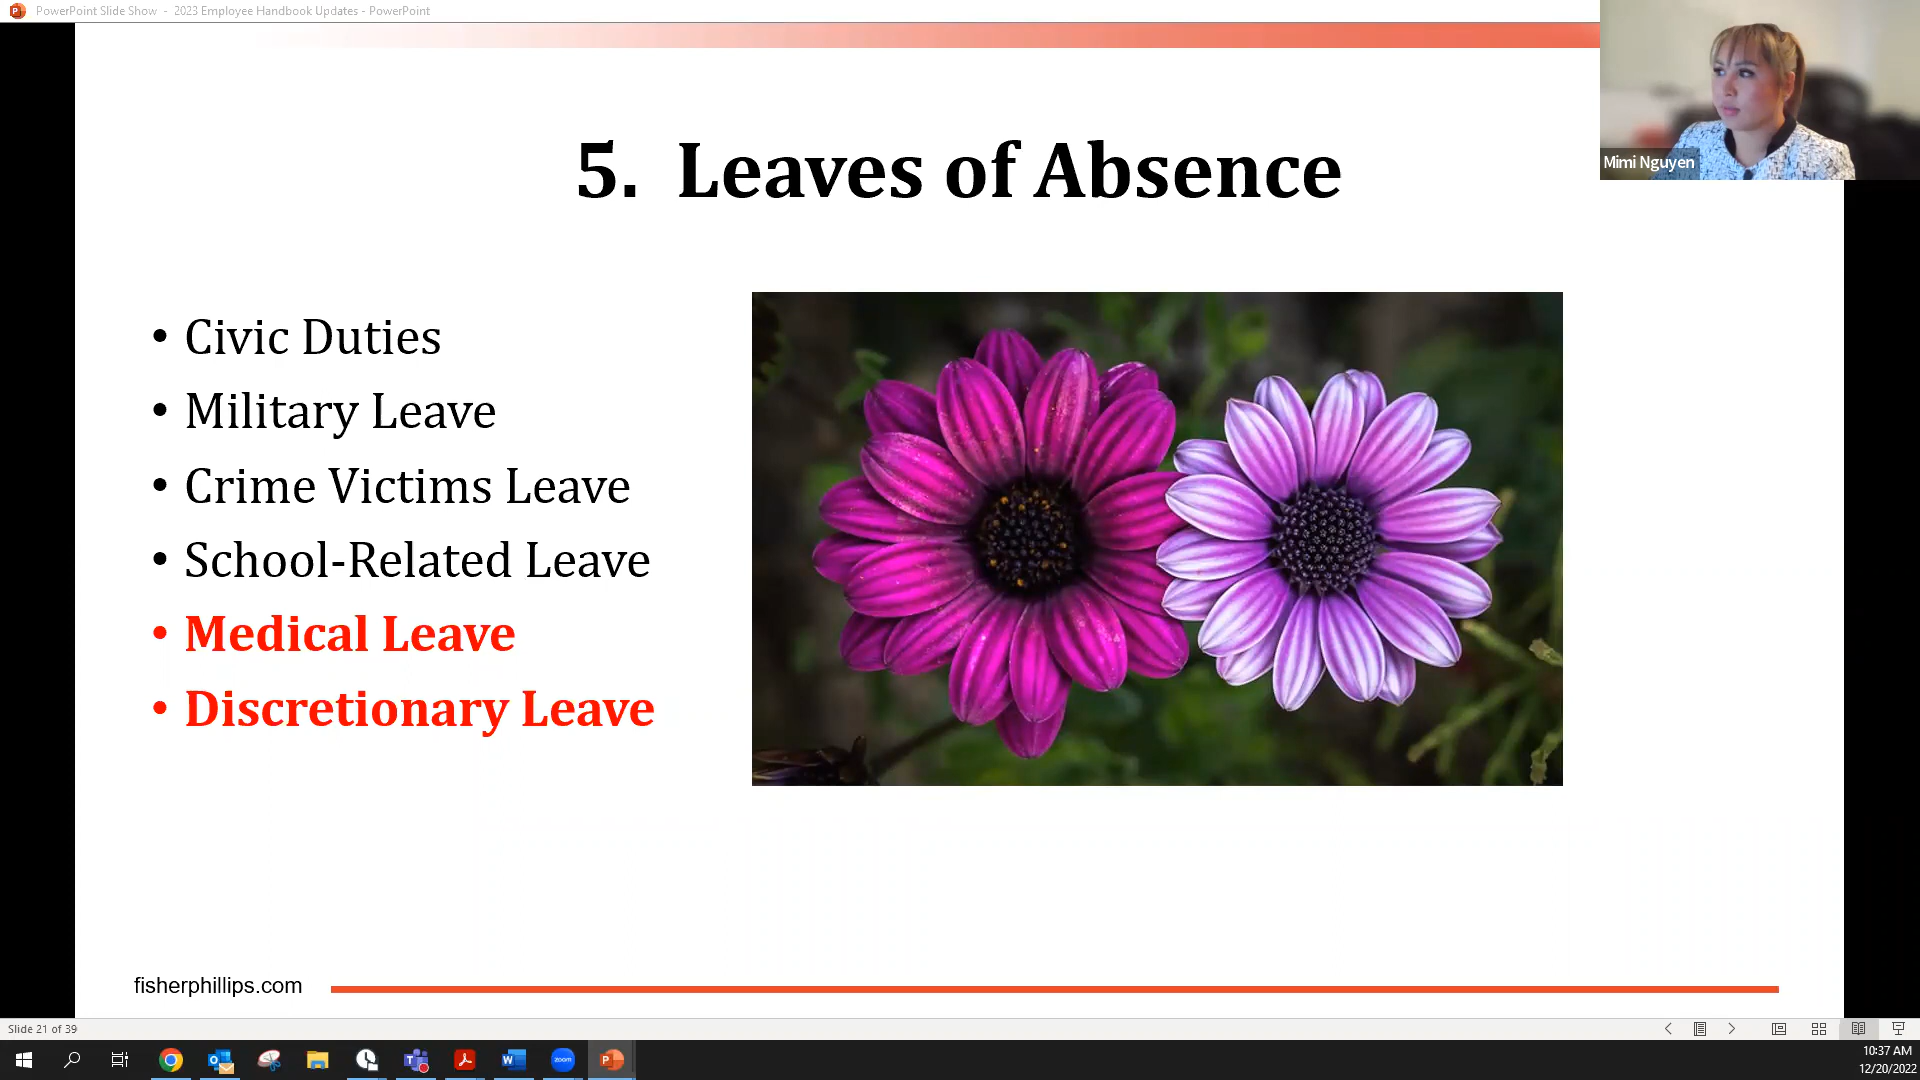 PowerPoint Slide Show - 2023 Employee Handbook Updates - PowerPoint
Mimi Nguyen
5. Leaves of Absence
• Civic Duties
• Military Leave
• Crime Victims Leave
• School-Related Leave
• Medical Leave
• Discretionary Leave
fisherphillips.com
Slide 21 of 39
zoom
10:37 AM
12/20/2022